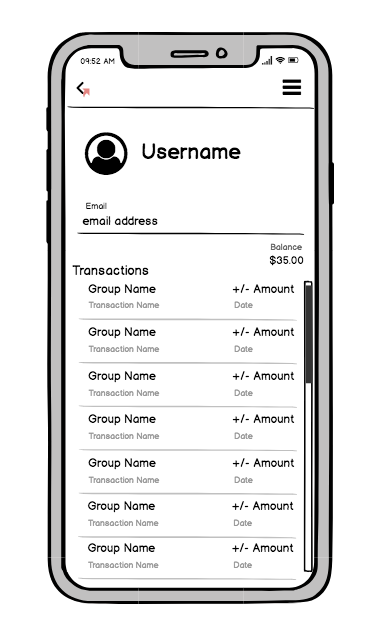 09:52 AM
Username
Email
email address
Balance
$35.00
Transactions
Group Name +/- Amount
Transaction Name Date
Group Name +/- Amount
Transaction Name Date
Group Name +/- Amount
Transaction Name Date
Group Name +/- Amount
Transaction Name Date
Group Name +/- Amount
Transaction Name Date
Group Name +/- Amount
Transaction Name Date
Group Name +/- Amount
Transaction Name Date